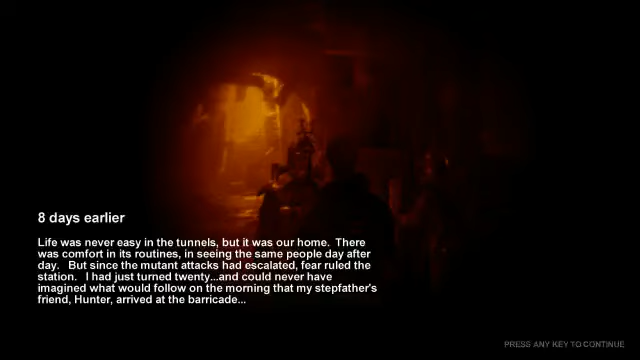 8 days earlier
Life was never easy in the tunnels, but it was our home. There
was comfort in its routines, in seeing the same people day after
day. But since the mutant attacks had escalated, fear ruled the
station. I had just turned twenty...and could never have
imagined what would follow on the morning that my stepfather's
friend, Hunter, arrived at the barricade...
PRESS ANY KEY TO CONTINUE